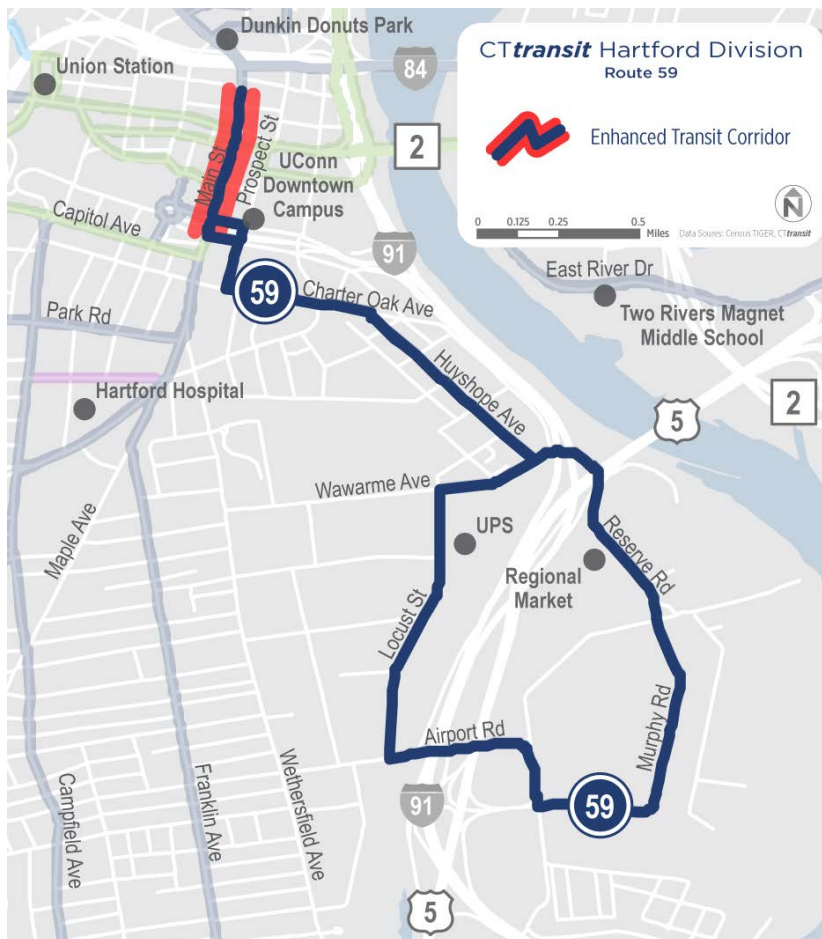 Dunkin Donuts Park
Union Station
84
CTtransit Hartford Division
Route 59
Enhanced Transit Corridor
0 0.125 0.25 0.5
Miles
Data Soures: Census TIGER, CTtransit
N
2
Main St
Prospect St
UConn
Downtown
Campus
Capitol Ave
91
East River Dr
Two Rivers Magnet
Middle School
59
Charter Oak Ave
Park Rd
Hartford Hospital
Huyshope Ave
5
2
Wawarme Ave
Maple Ave
UPS
Regional
Market
Reserve Rd
Locust St
Airport Rd
Murphy Rd
Campfield Ave
Franklin Ave
Wethersfield Ave
91
59
5